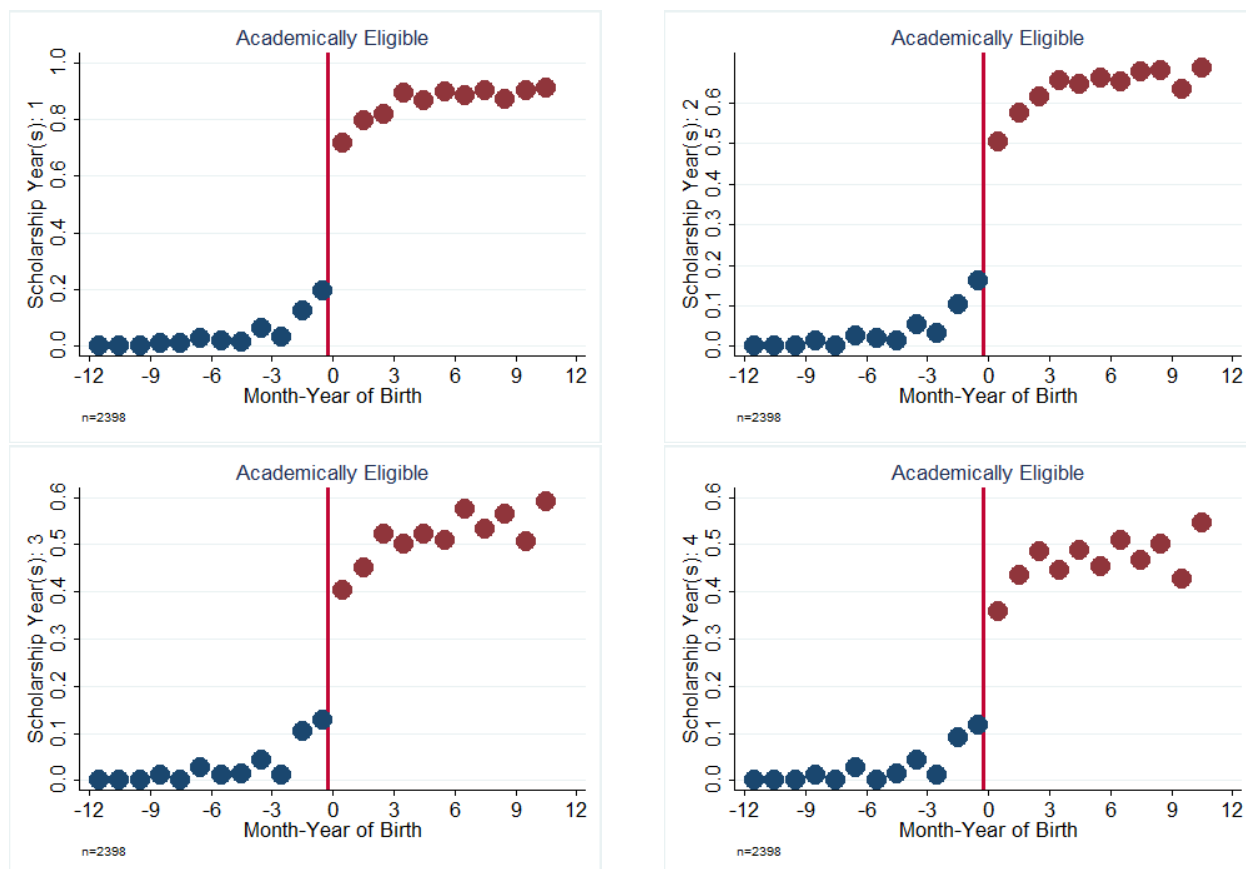 Academically Eligible
Scholarship Year(s): 1
1.0
0.8
0.6
0.4
0.2
0.0
-12 -9 -6 -3 0 3 6 9 12
Month-Year of Birth
n=2398
Academically Eligible
Scholarship Year(s): 2
0.6
0.5
0.4
0.3
0.2
0.1
0.0
-12 -9 -6 -3 0 3 6 9 12
Month-Year of Birth
n=2398
Academically Eligible
Scholarship Year(s): 3
0.6
0.5
0.4
0.3
0.2
0.1
0.0
-12 -9 -6 -3 0 3 6 9 12
Month-Year of Birth
n=2398
Academically Eligible
Scholarship Year(s): 4
0.6
0.5
0.4
0.3
0.2
0.1
0.0
-12 -9 -6 -3 0 3 6 9 12
Month-Year of Birth
n=2398